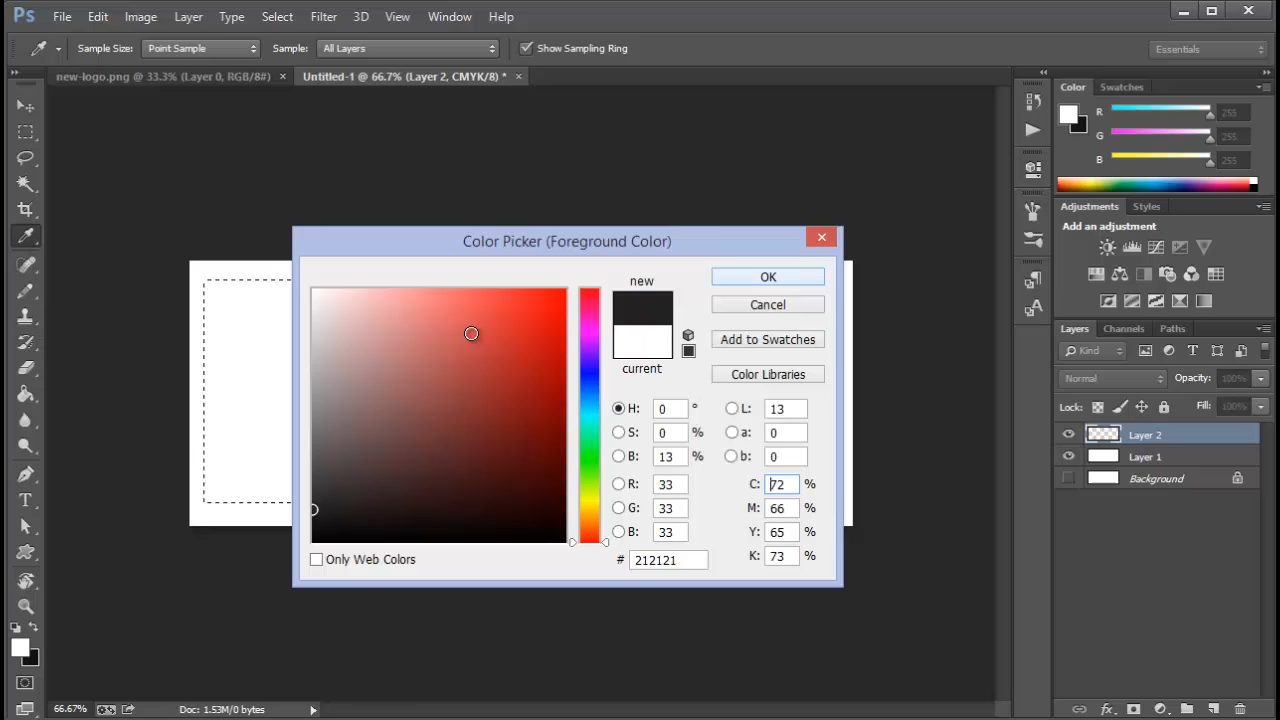 Ps File Edit Image Layer Type Select Filter 3D View Window Help
Sample Size: Point Sample Sample: All Layers Show Sampling Ring Essentials
new-logo.png @ 33.3% (Layer 0, RGB/8#) × Untitled-1 @ 66.7% (Layer 2, CMYK/8) * ×
Color Swatches
R 255
G 255
B 255
Adjustments Styles
Add an adjustment
Layers Channels Paths
Kind
Normal Opacity: 100%
Lock: Fill: 100%
Layer 2
Layer 1
Background
Color Picker (Foreground Color)
new
current
OK
Cancel
Add to Swatches
Color Libraries
H: 0 ° L: 13
S: 0 % a: 0
B: 13 % b: 0
R: 33 C: 72 %
G: 33 M: 66 %
B: 33 Y: 65 %
# 212121 K: 73 %
Only Web Colors
66.67% Doc: 1.53M/0 bytes